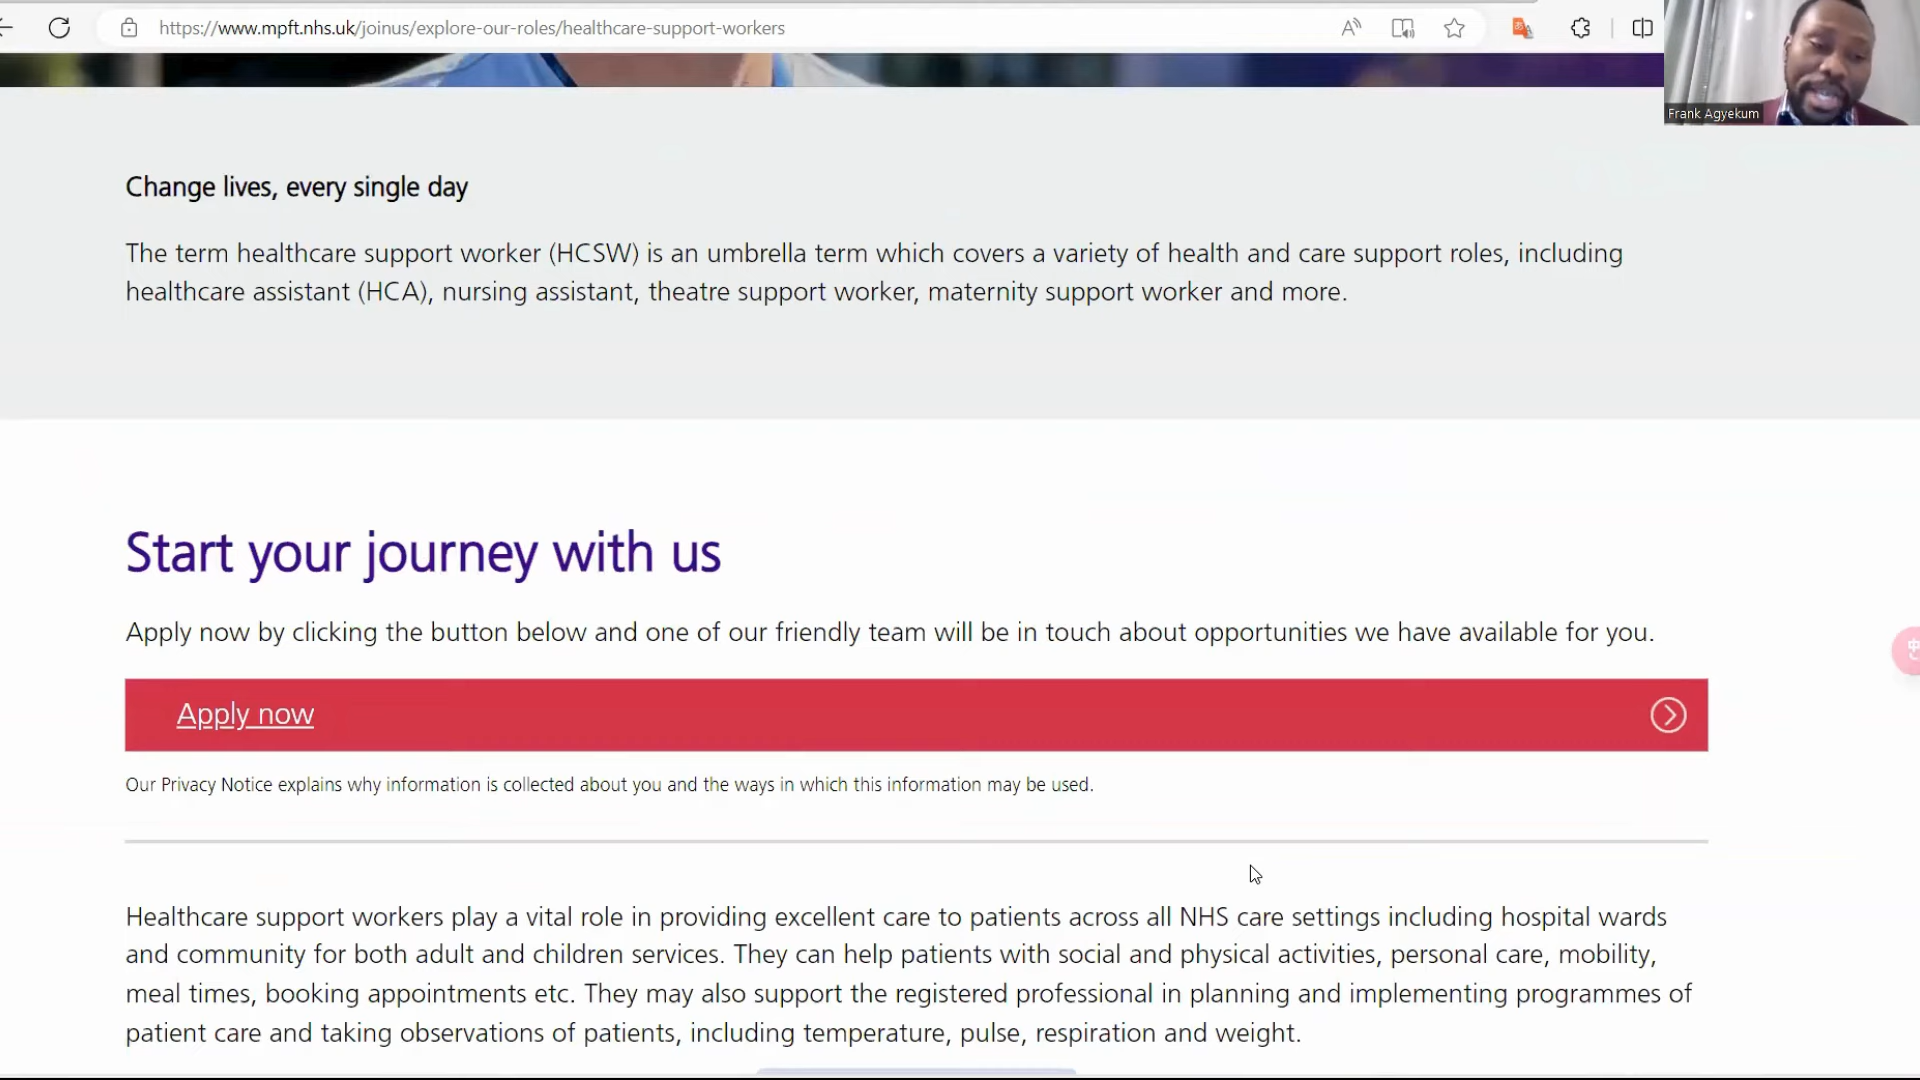 https://www.mpft.nhs.uk/joinus/explore-our-roles/healthcare-support-workers
Frank Agyekum
Change lives, every single day
The term healthcare support worker (HCSW) is an umbrella term which covers a variety of health and care support roles, including
healthcare assistant (HCA), nursing assistant, theatre support worker, maternity support worker and more.
Start your journey with us
Apply now by clicking the button below and one of our friendly team will be in touch about opportunities we have available for you.
Apply now
Our Privacy Notice explains why information is collected about you and the ways in which this information may be used.
Healthcare support workers play a vital role in providing excellent care to patients across all NHS care settings including hospital wards
and community for both adult and children services. They can help patients with social and physical activities, personal care, mobility,
meal times, booking appointments etc. They may also support the registered professional in planning and implementing programmes of
patient care and taking observations of patients, including temperature, pulse, respiration and weight.